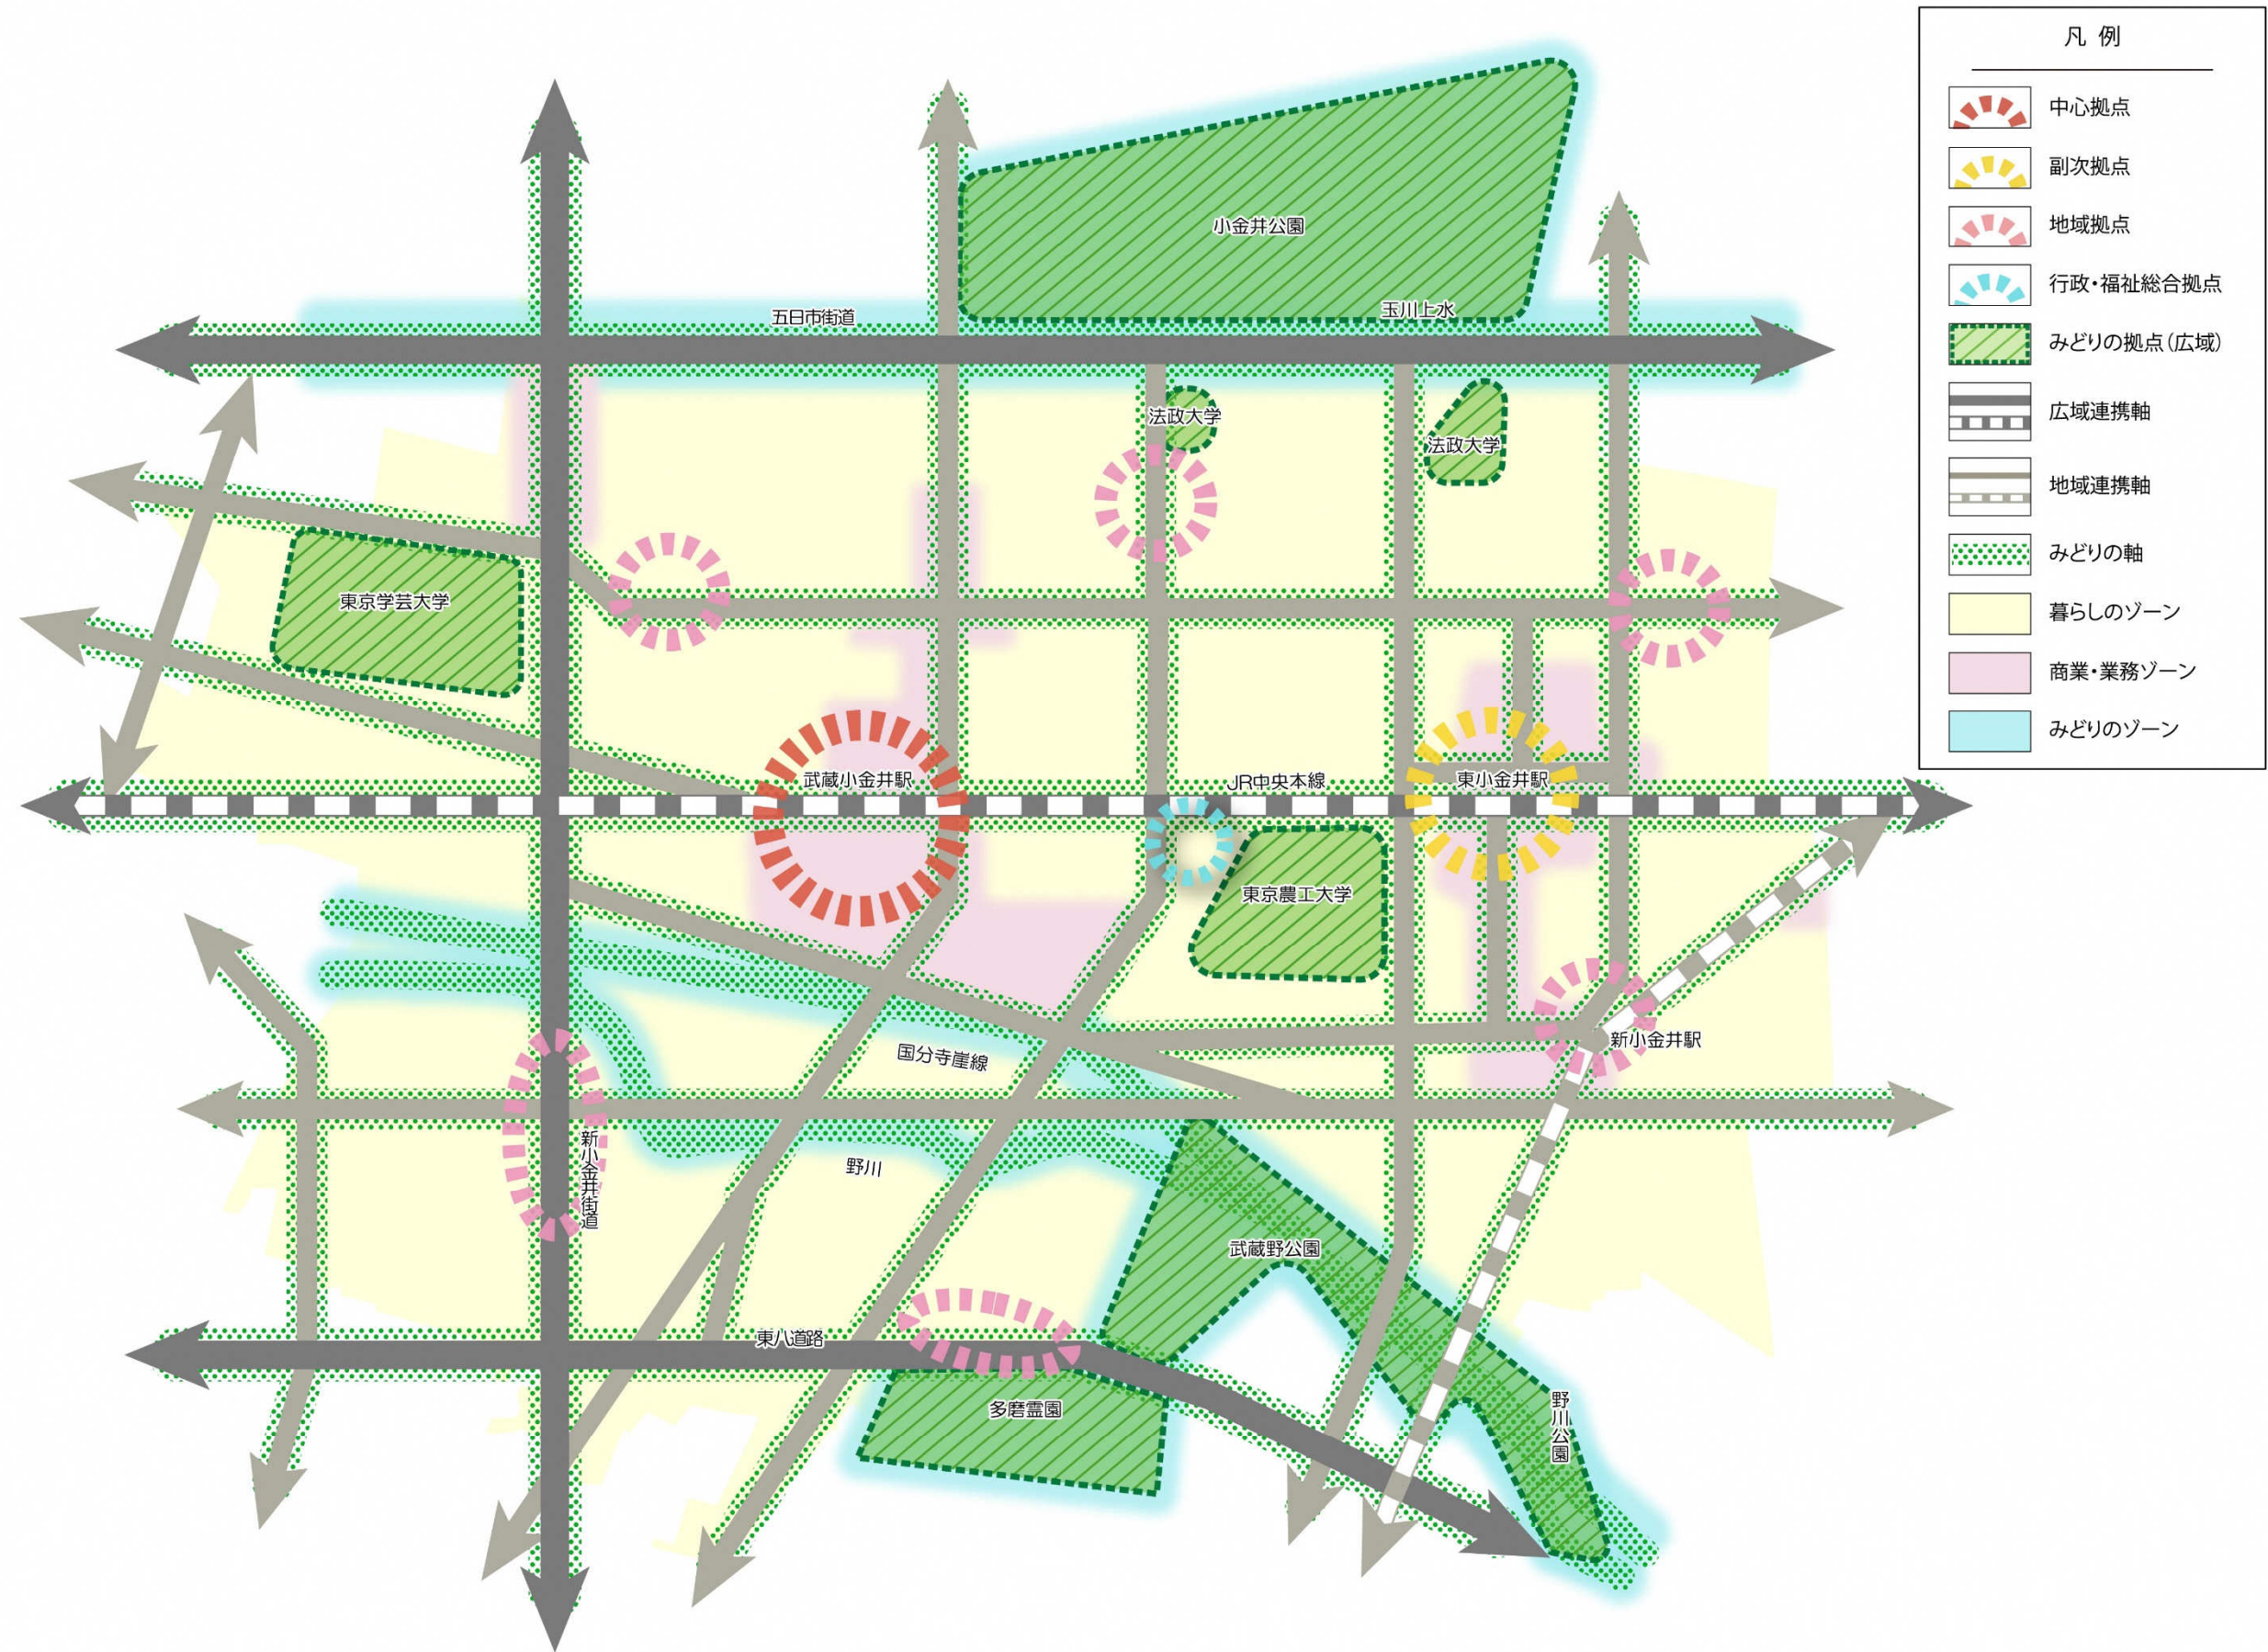 凡 例
中心拠点
副次拠点
地域拠点
行政・福祉総合拠点
みどりの拠点（広域）
広域連携軸
地域連携軸
みどりの軸
暮らしのゾーン
商業・業務ゾーン
みどりのゾーン
小金井公園
五日市街道
玉川上水
法政大学
法政大学
東京学芸大学
武蔵小金井駅
JR中央本線
東小金井駅
東京農工大学
国分寺崖線
新小金井駅
新小金井街道
野川
武蔵野公園
東八道路
多磨霊園
野川公園